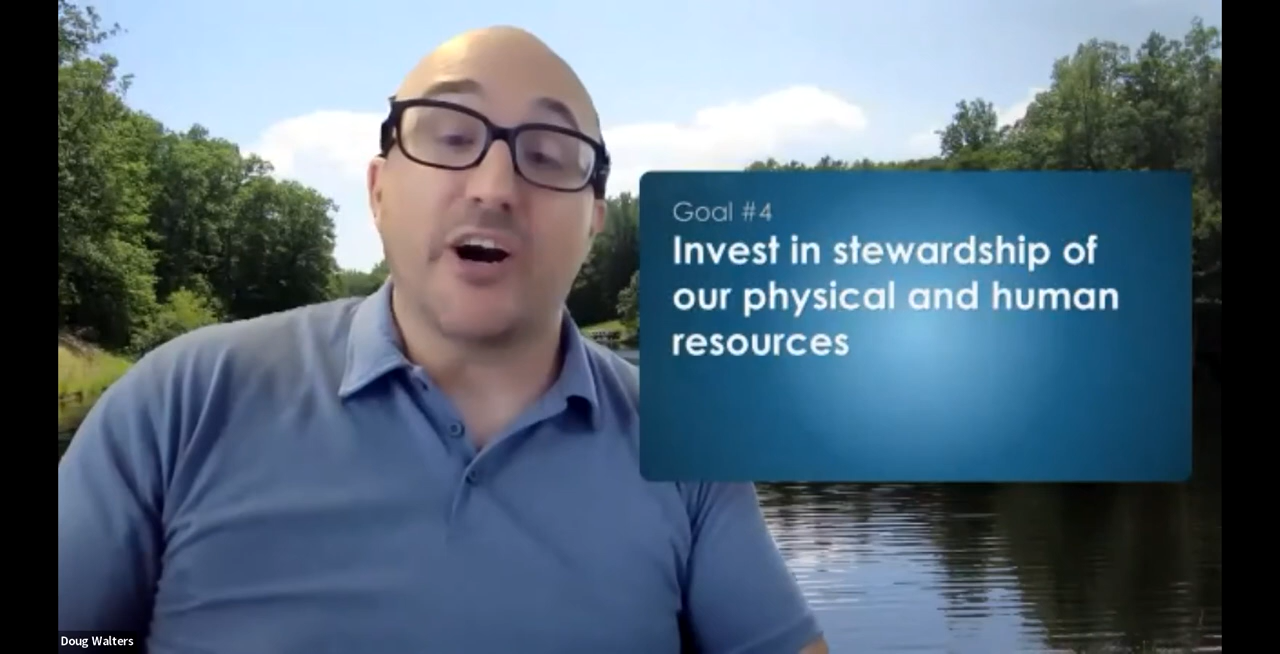 Goal #4
Invest in stewardship of
our physical and human
resources
Doug Walters